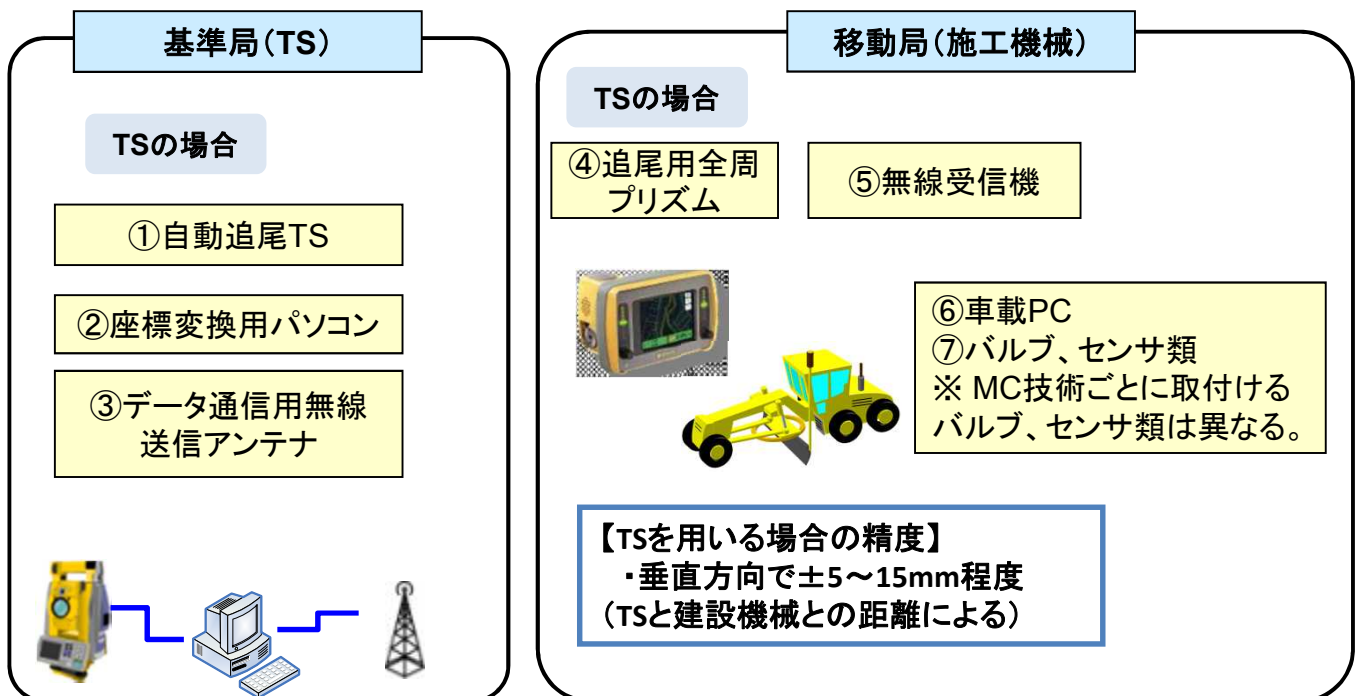 基準局（TS）
TSの場合
①自動追尾TS
②座標変換用パソコン
③データ通信用無線
送信アンテナ
移動局（施工機械）
TSの場合
④追尾用全周
プリズム
⑤無線受信機
⑥車載PC
⑦バルブ、センサ類
※ MC技術ごとに取付ける
バルブ、センサ類は異なる。
【TSを用いる場合の精度】
・垂直方向で±5～15mm程度
（TSと建設機械との距離による）